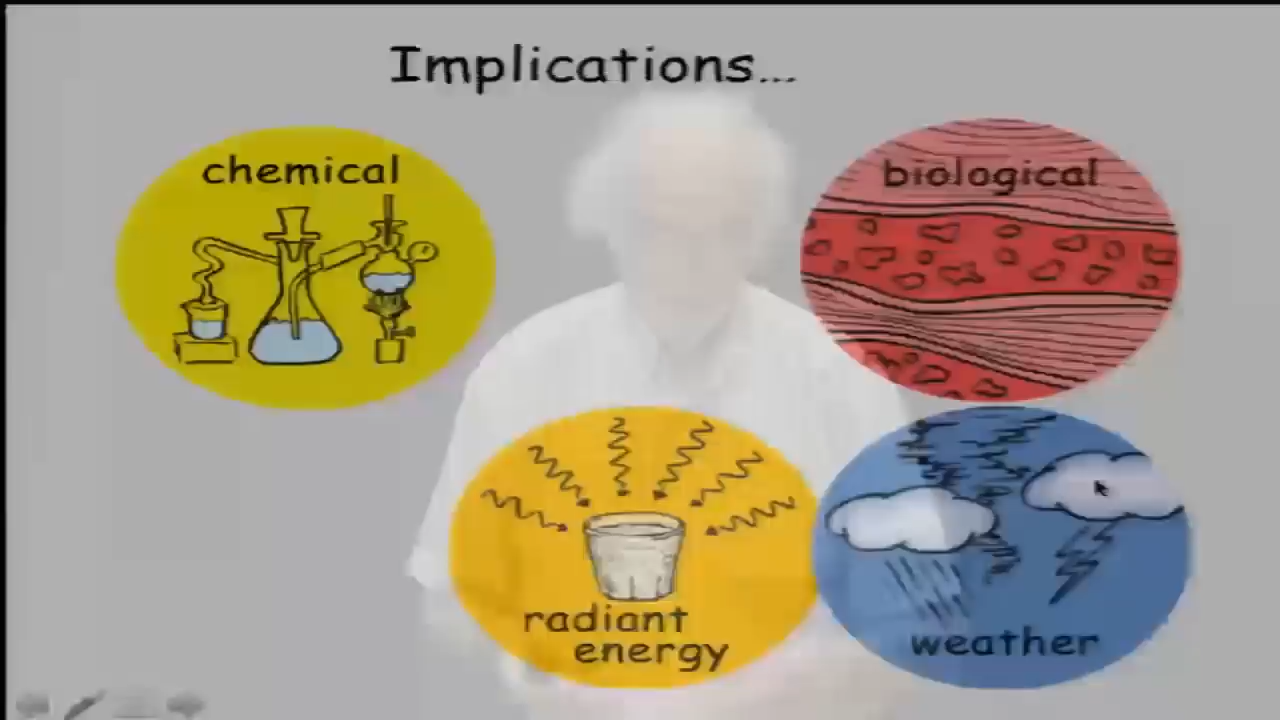 Implications...
chemical
biological
radiant
energy
weather